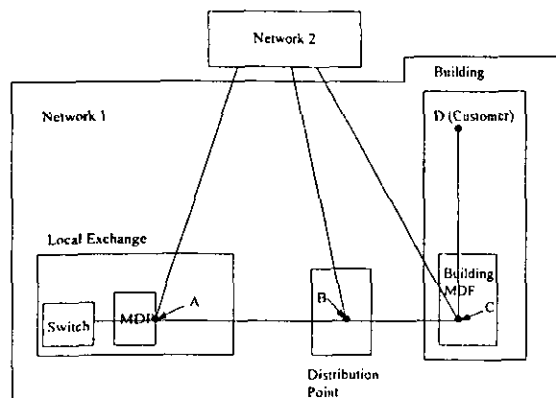 Network 2
Building
Network 1
D (Customer)
Local Exchange
Building
MDF
Switch
MDF
A
B
C
Distribution
Point